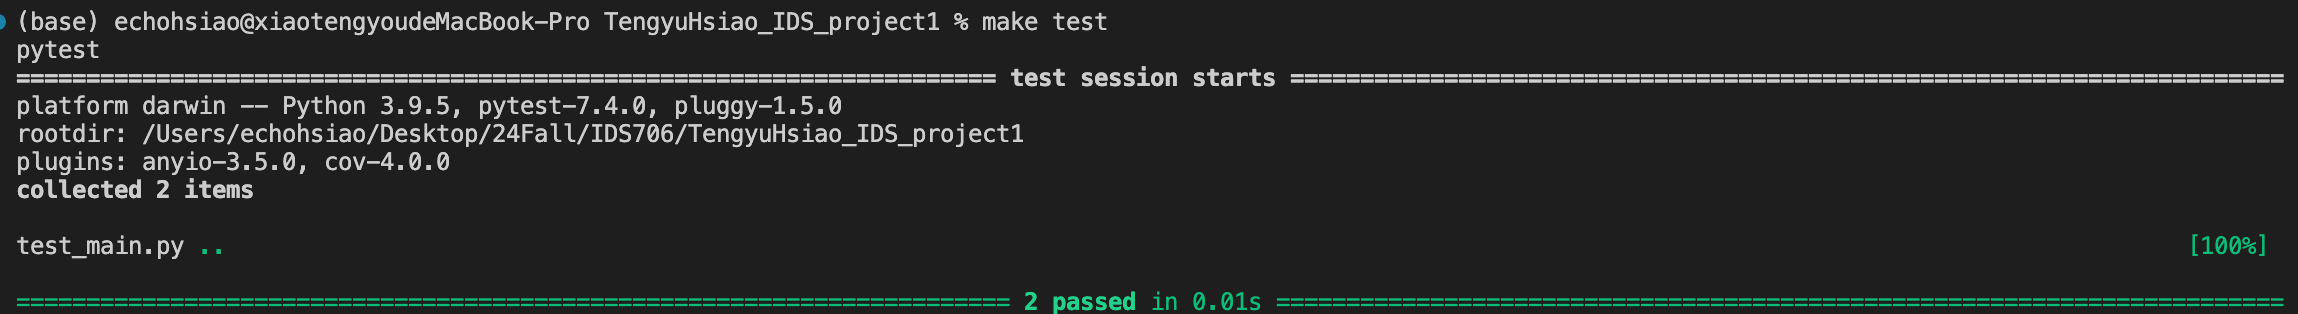 (base) echohsiao@xiaotengyoudeMacBook-Pro TengyuHsiao_IDS_project1 % make test
pytest
====================================================================== test session starts =======================================================================
platform darwin -- Python 3.9.5, pytest-7.4.0, pluggy-1.5.0
rootdir: /Users/echohsiao/Desktop/24Fall/IDS706/TengyuHsiao_IDS_project1
plugins: anyio-3.5.0, cov-4.0.0
collected 2 items
test_main.py .. [100%]
======================================================================= 2 passed in 0.01s ========================================================================